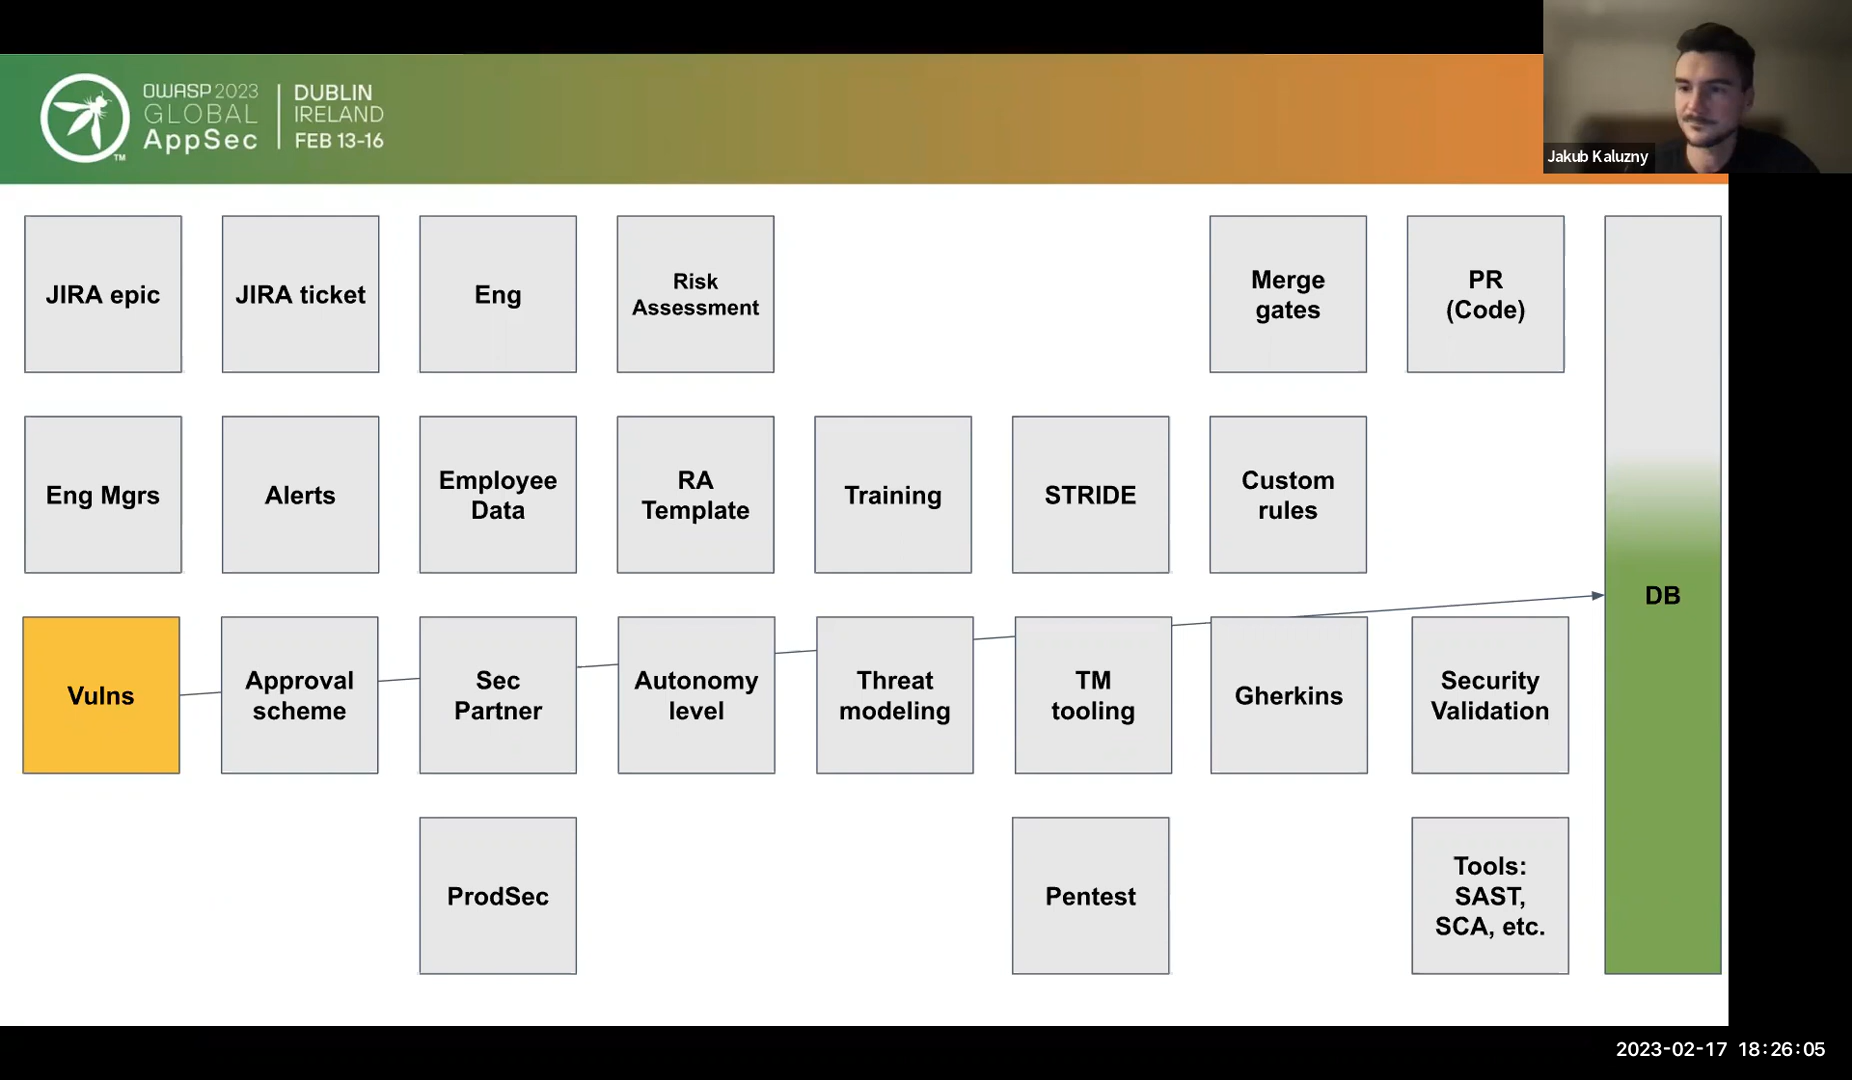 OWASP 2023
GLOBAL
AppSec
TM
DUBLIN
IRELAND
FEB 13-16
Jakub Kaluzny
JIRA epic
JIRA ticket
Eng
Risk
Assessment
Merge
gates
PR
(Code)
Eng Mgrs
Alerts
Employee
Data
RA
Template
Training
STRIDE
Custom
rules
DB
Vulns
Approval
scheme
Sec
Partner
Autonomy
level
Threat
modeling
TM
tooling
Gherkins
Security
Validation
ProdSec
Pentest
Tools:
SAST,
SCA, etc.
2023-02-17 18:26:05